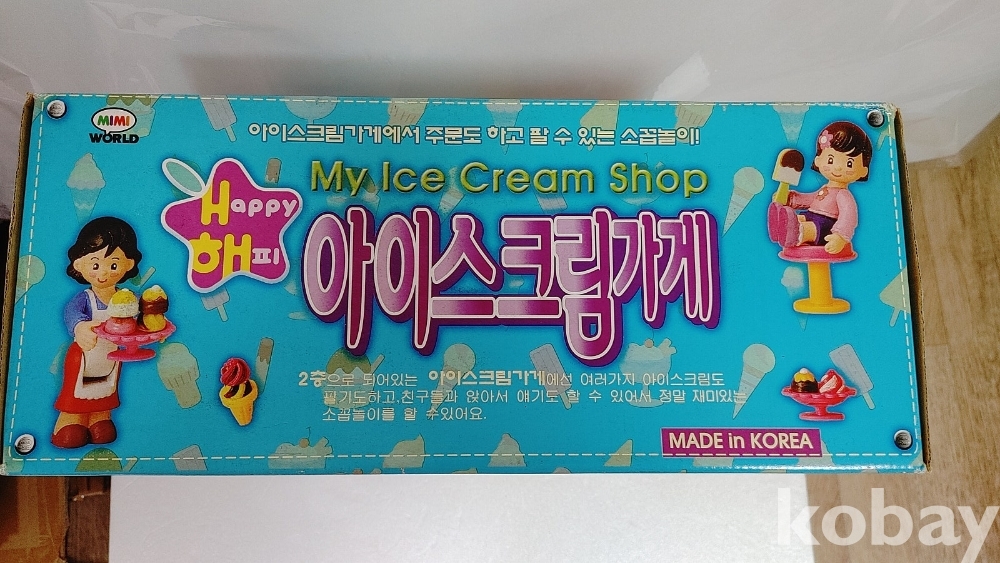 MIMI
WORLD
아이스크림가게에서 주문도 하고 팔 수 있는 소꼽놀이!
My Ice Cream Shop
Happy
해피
아이스크림가게
2층으로 되어있는 아이스크림가게에선 여러가지 아이스크림도
팔기도하고,친구들과 앉아서 얘기도 할 수 있어서 정말 재미있는
소꼽놀이를 할 수있어요.
MADE in KOREA
kobay